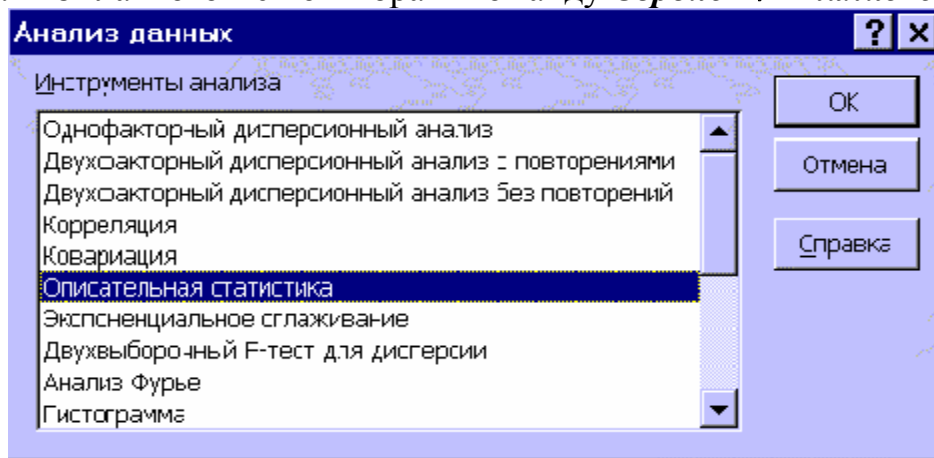 Анализ данных
Инструменты анализа
Однофакторный дисперсионный анализ
Двухфакторный дисперсионный анализ с повторениями
Двухфакторный дисперсионный анализ без повторений
Корреляция
Ковариация
Описательная статистика
Экспоненциальное сглаживание
Двухвыборочный F-тест для дисперсии
Анализ Фурье
Гистограмма
OK
Отмена
Справка